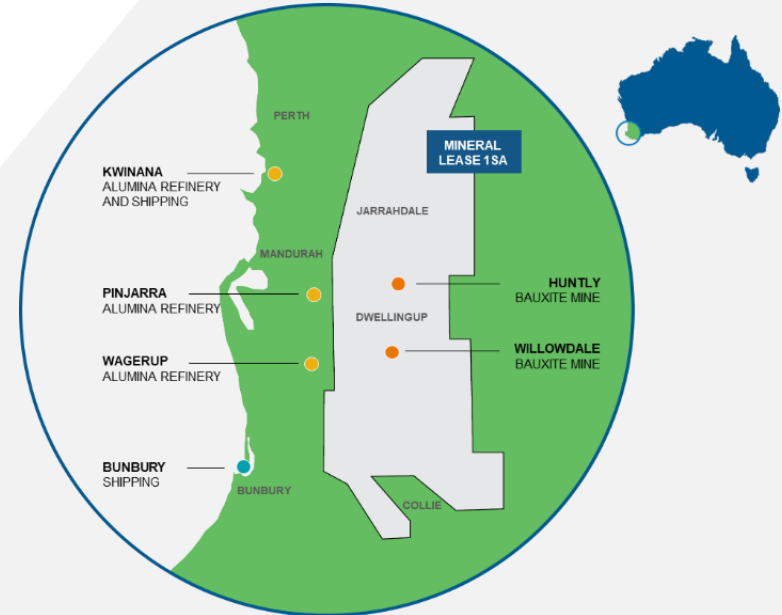 PERTH
MINERAL
LEASE 1SA
KWINANA
ALUMINA REFINERY
AND SHIPPING
JARRAHDALE
MANDURAH
PINJARRA
ALUMINA REFINERY
HUNTLY
BAUXITE MINE
DWELLINGUP
WAGERUP
ALUMINA REFINERY
WILLOWDALE
BAUXITE MINE
BUNBURY
SHIPPING
BUNBURY
COLLIE